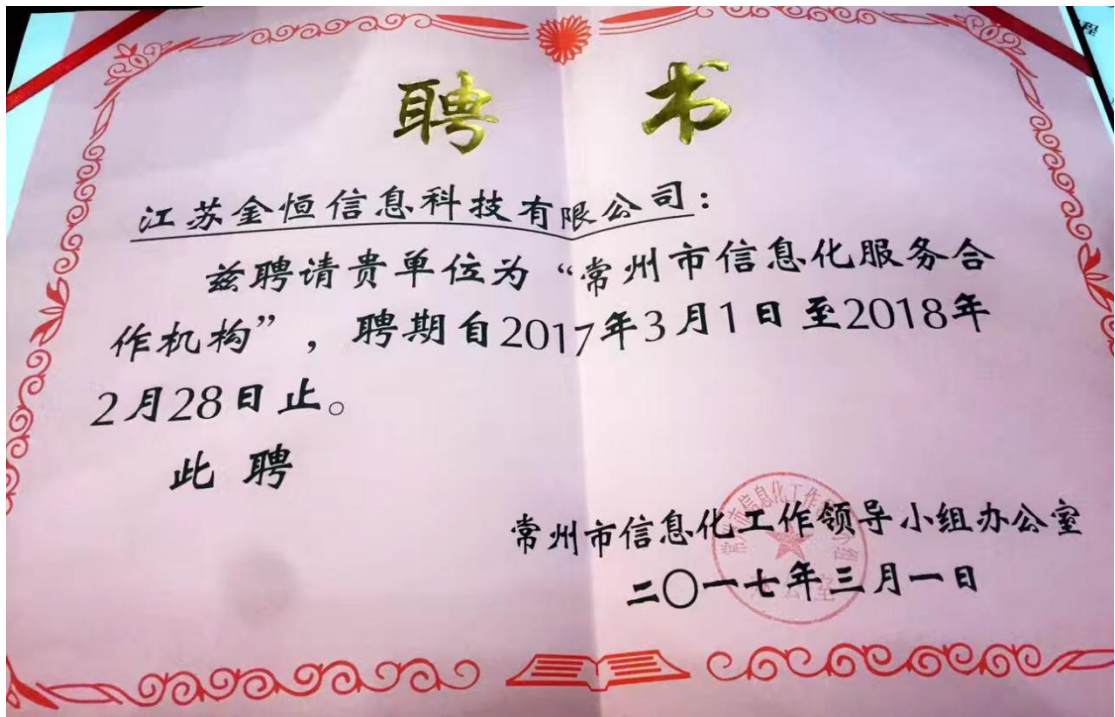 聘 书
江苏金恒信息科技有限公司：
兹聘请贵单位为“常州市信息化服务合
作机构”，聘期自2017年3月1日至2018年
2月28日止。
此 聘
常州市信息化工作领导小组办公室
二〇一七年三月一日
程